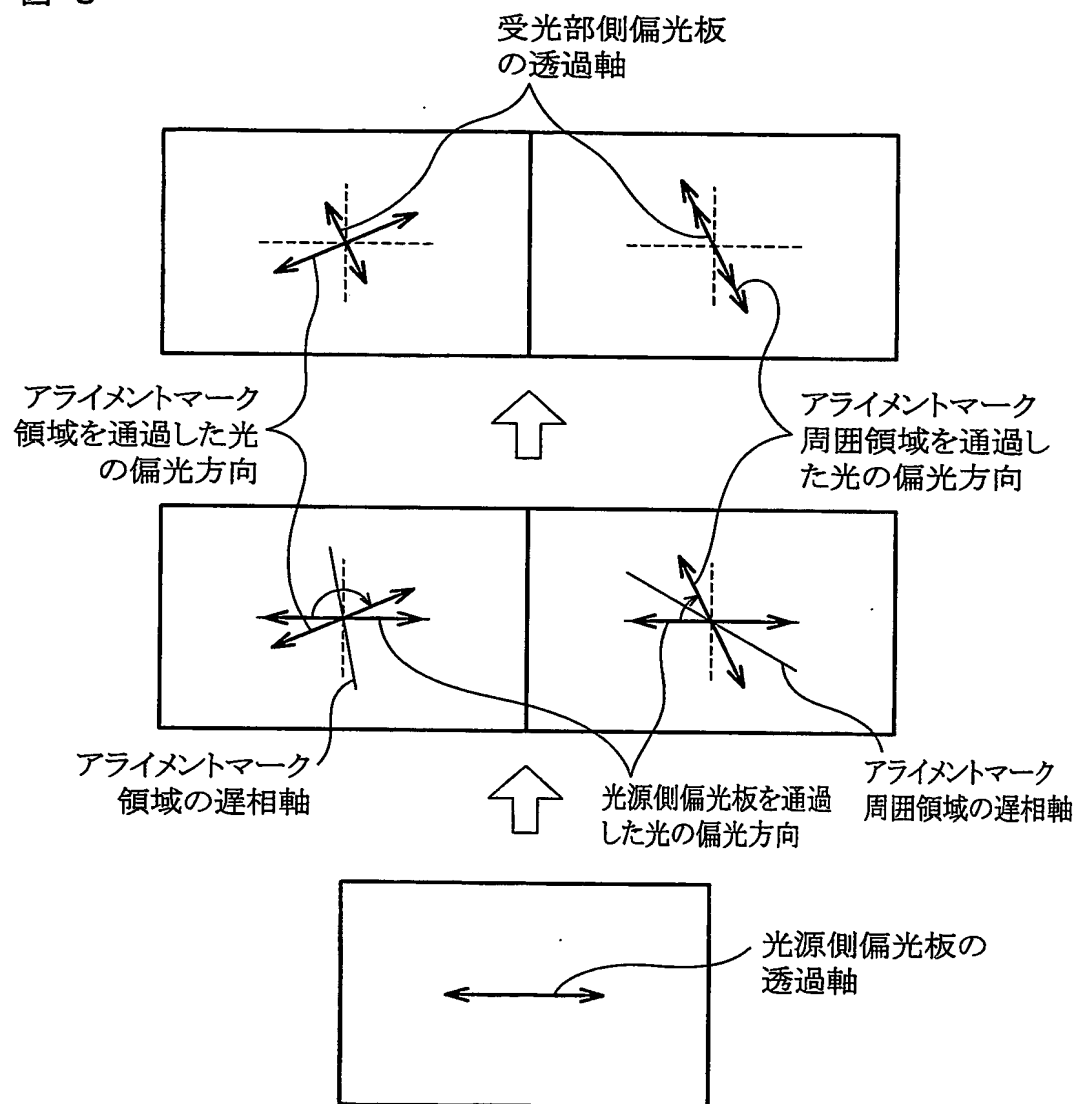 受光部側偏光板
の透過軸
アライメントマーク
領域を通過した光
の偏光方向
アライメントマーク
周囲領域を通過し
た光の偏光方向
アライメントマーク
領域の遅相軸
光源側偏光板を通過
した光の偏光方向
アライメントマーク
周囲領域の遅相軸
光源側偏光板の
透過軸